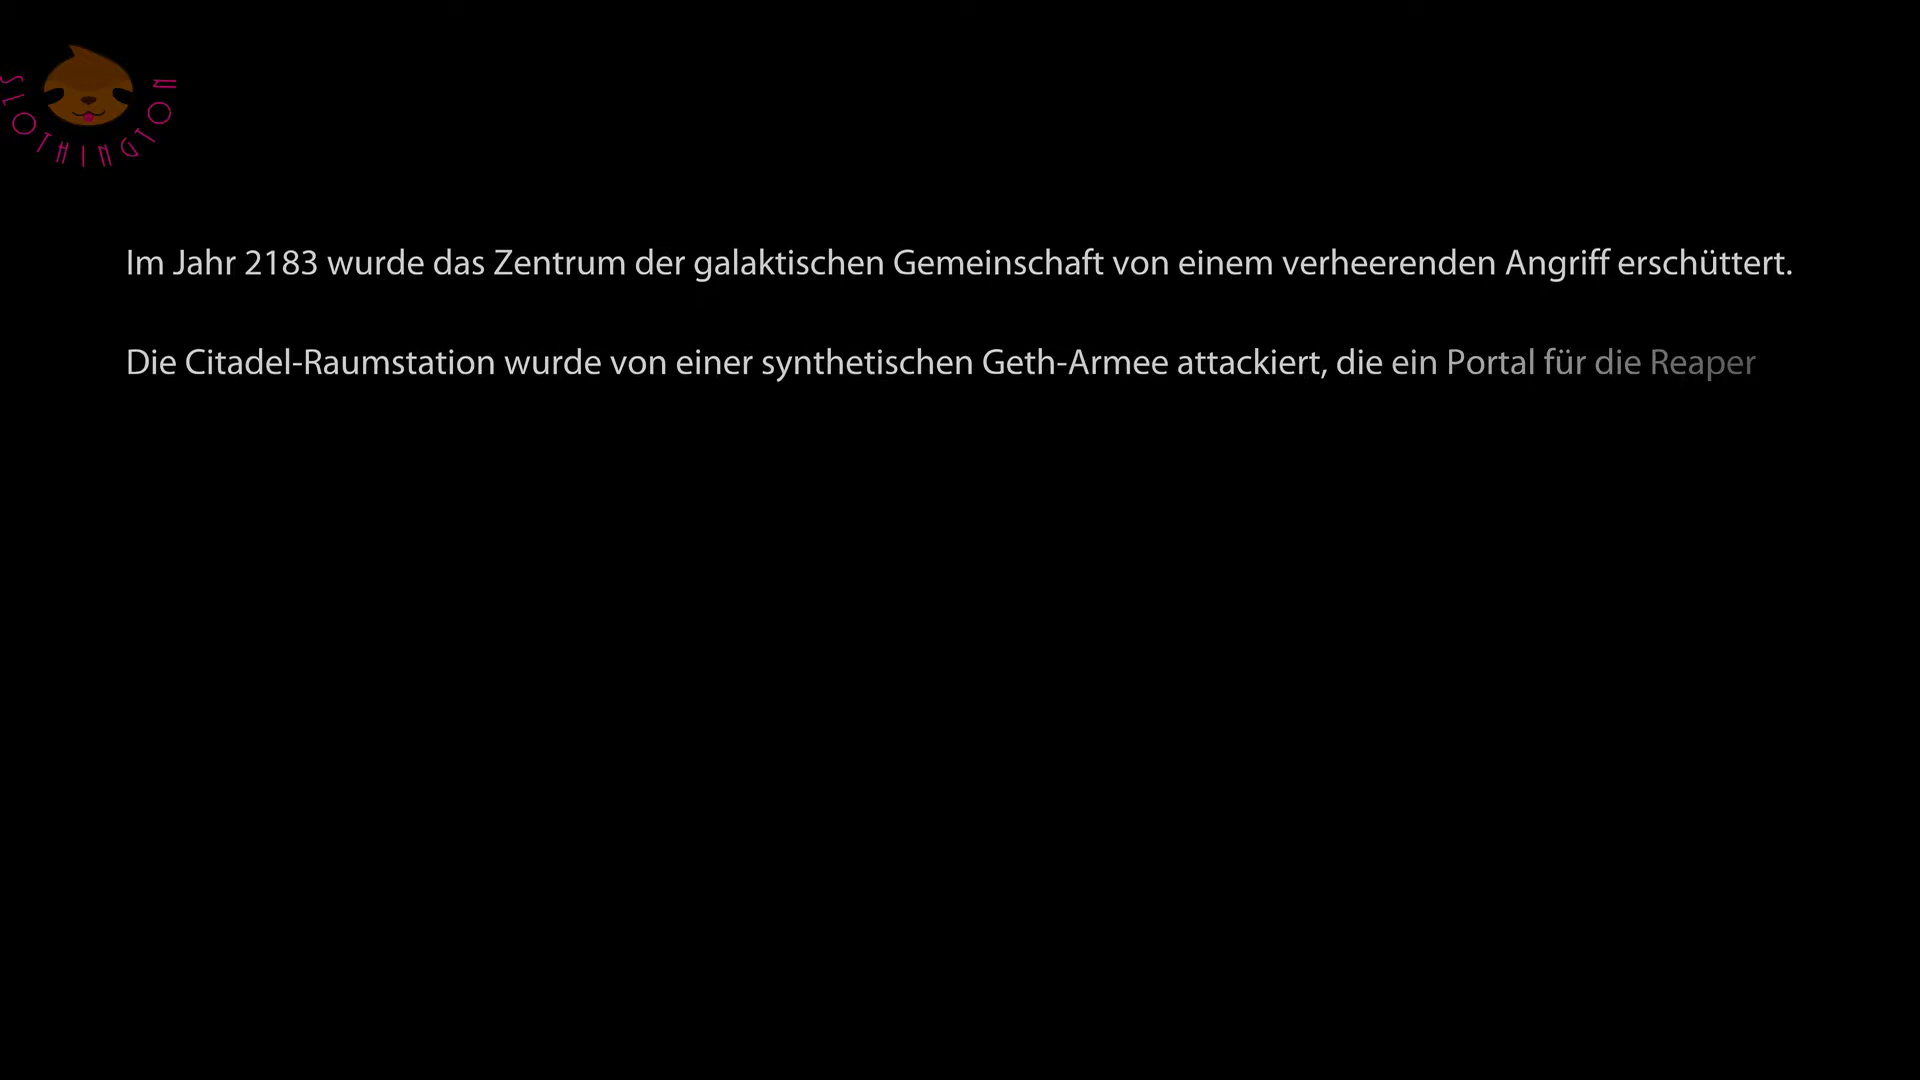 SLOTHINGTON
Im Jahr 2183 wurde das Zentrum der galaktischen Gemeinschaft von einem verheerenden Angriff erschüttert.
Die Citadel-Raumstation wurde von einer synthetischen Geth-Armee attackiert, die ein Portal für die Reaper